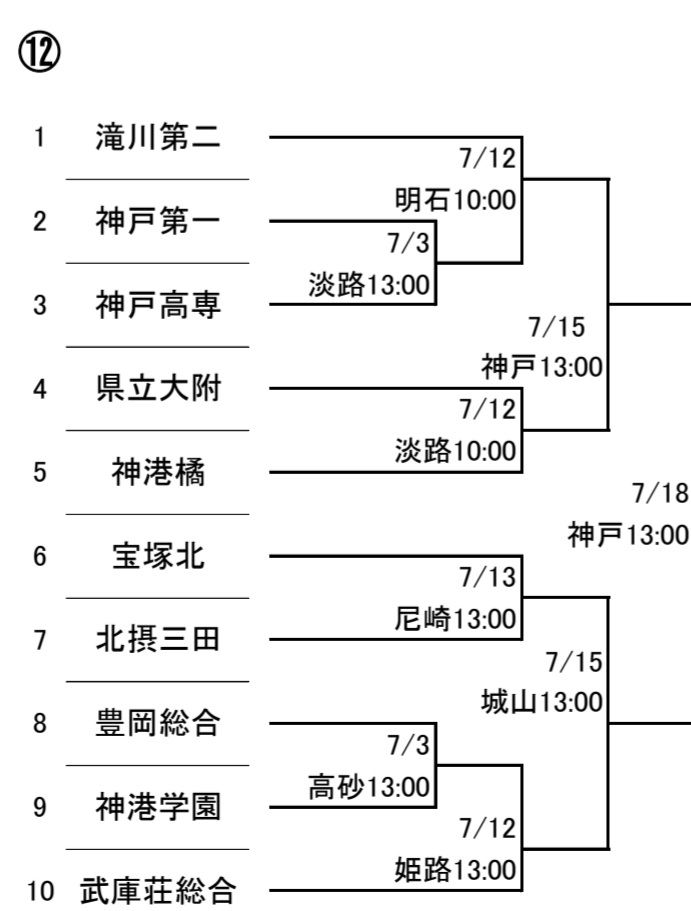 ⑫
1 滝川第二
7/12
明石10:00
2 神戸第一
7/3
淡路13:00
3 神戸高専
7/15
神戸13:00
4 県立大附
7/12
淡路10:00
5 神港橘
7/18
神戸13:00
6 宝塚北
7/13
尼崎13:00
7 北摂三田
7/15
城山13:00
8 豊岡総合
7/3
高砂13:00
9 神港学園
7/12
姫路13:00
10 武庫荘総合